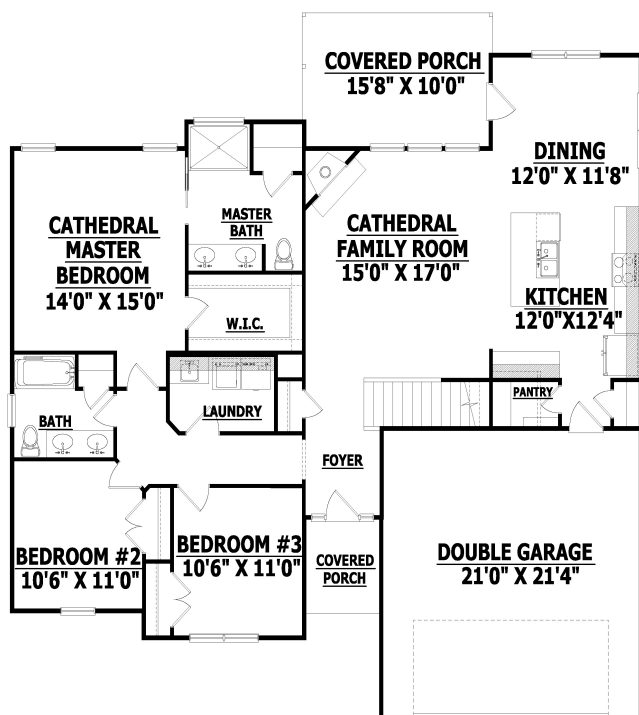 COVERED PORCH
15'8" X 10'0"
DINING
12'0" X 11'8"
MASTER
BATH
CATHEDRAL
MASTER
BEDROOM
14'0" X 15'0"
CATHEDRAL
FAMILY ROOM
15'0" X 17'0"
KITCHEN
12'0"X12'4"
W.I.C.
PANTRY
LAUNDRY
BATH
FOYER
BEDROOM #2
10'6" X 11'0"
BEDROOM #3
10'6" X 11'0"
COVERED
PORCH
DOUBLE GARAGE
21'0" X 21'4"